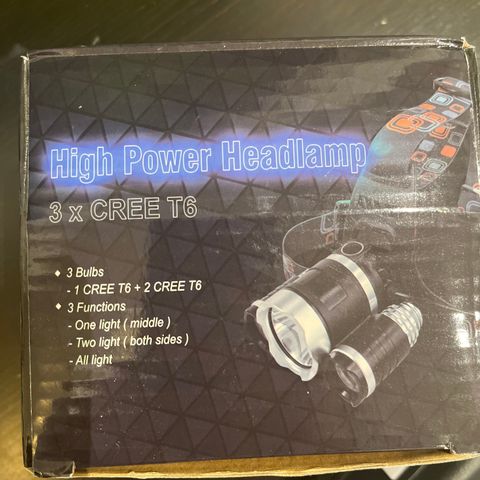 High Power Headlamp
3 x CREE T6
◆ 3 Bulbs
- 1 CREE T6 + 2 CREE T6
◆ 3 Functions
- One light ( middle )
- Two light ( both sides )
- All light